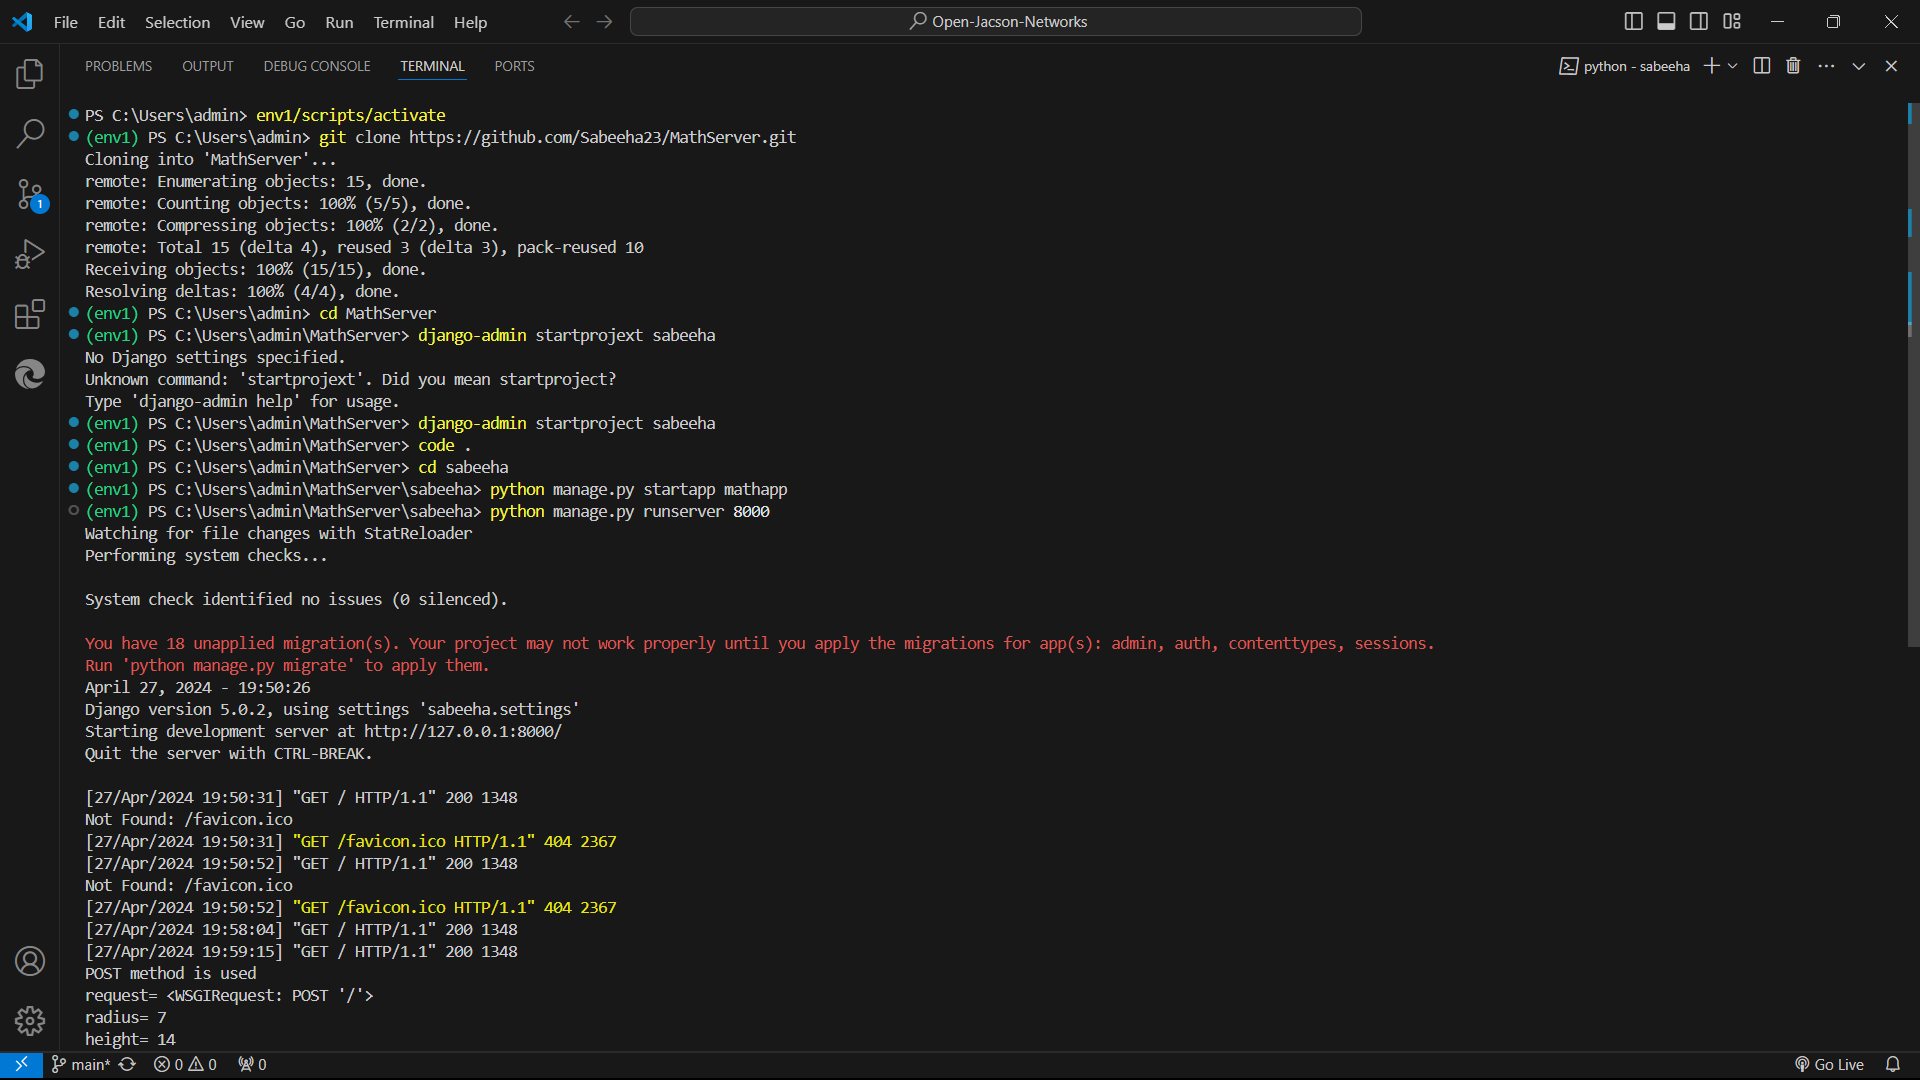 File Edit Selection View Go Run Terminal Help
Open-Jacson-Networks
PROBLEMS OUTPUT DEBUG CONSOLE TERMINAL PORTS
python - sabeeha
PS C:\Users\admin> env1/scripts/activate
(env1) PS C:\Users\admin> git clone https://github.com/Sabeeha23/MathServer.git
Cloning into 'MathServer'...
remote: Enumerating objects: 15, done.
remote: Counting objects: 100% (5/5), done.
remote: Compressing objects: 100% (2/2), done.
remote: Total 15 (delta 4), reused 3 (delta 3), pack-reused 10
Receiving objects: 100% (15/15), done.
Resolving deltas: 100% (4/4), done.
(env1) PS C:\Users\admin> cd MathServer
(env1) PS C:\Users\admin\MathServer> django-admin startprojext sabeeha
No Django settings specified.
Unknown command: 'startprojext'. Did you mean startproject?
Type 'django-admin help' for usage.
(env1) PS C:\Users\admin\MathServer> django-admin startproject sabeeha
(env1) PS C:\Users\admin\MathServer> code .
(env1) PS C:\Users\admin\MathServer> cd sabeeha
(env1) PS C:\Users\admin\MathServer\sabeeha> python manage.py startapp mathapp
(env1) PS C:\Users\admin\MathServer\sabeeha> python manage.py runserver 8000
Watching for file changes with StatReloader
Performing system checks...
System check identified no issues (0 silenced).
You have 18 unapplied migration(s). Your project may not work properly until you apply the migrations for app(s): admin, auth, contenttypes, sessions.
Run 'python manage.py migrate' to apply them.
April 27, 2024 - 19:50:26
Django version 5.0.2, using settings 'sabeeha.settings'
Starting development server at http://127.0.0.1:8000/
Quit the server with CTRL-BREAK.
[27/Apr/2024 19:50:31] "GET / HTTP/1.1" 200 1348
Not Found: /favicon.ico
[27/Apr/2024 19:50:31] "GET /favicon.ico HTTP/1.1" 404 2367
[27/Apr/2024 19:50:52] "GET / HTTP/1.1" 200 1348
Not Found: /favicon.ico
[27/Apr/2024 19:50:52] "GET /favicon.ico HTTP/1.1" 404 2367
[27/Apr/2024 19:58:04] "GET / HTTP/1.1" 200 1348
[27/Apr/2024 19:59:15] "GET / HTTP/1.1" 200 1348
POST method is used
request= <WSGIRequest: POST '/'>
radius= 7
height= 14
1
main* 0 0 0 Go Live